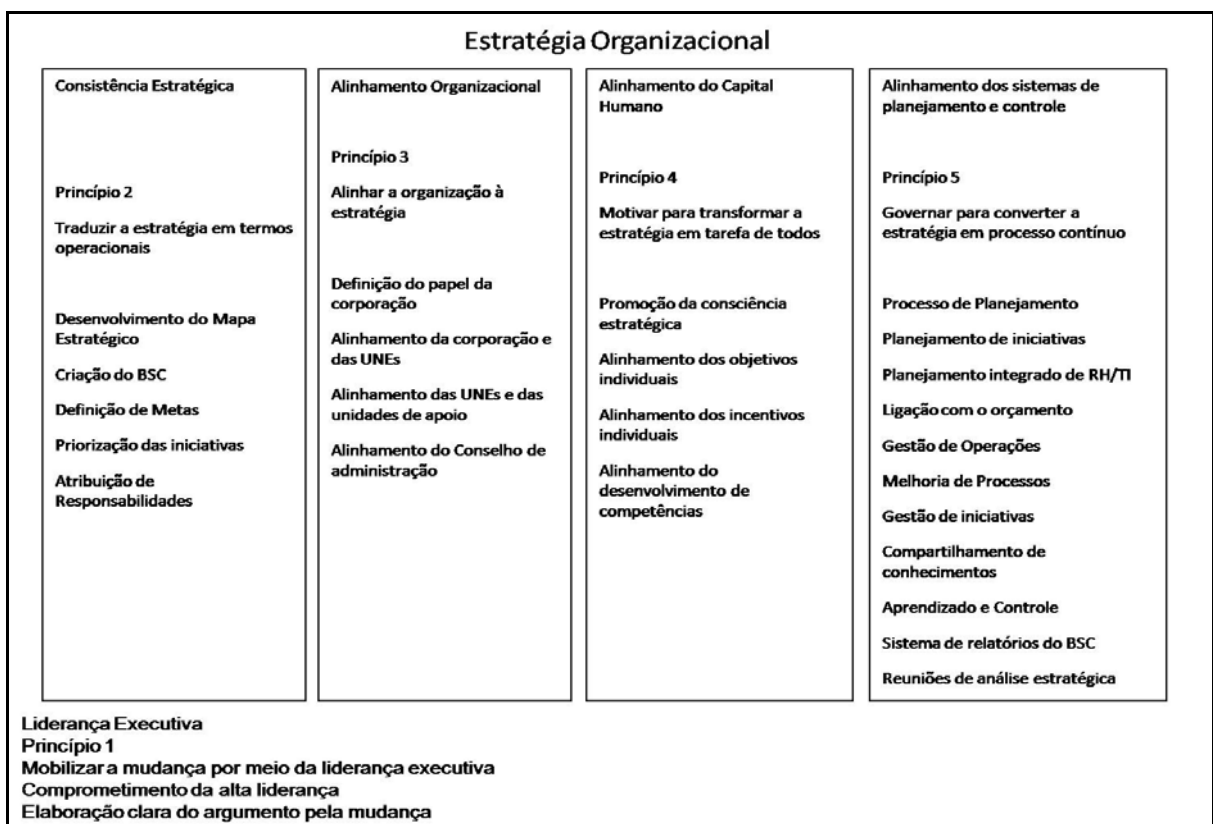 Estratégia Organizacional
Consistência Estratégica
Princípio 2
Traduzir a estratégia em termos
operacionais
Desenvolvimento do Mapa
Estratégico
Criação do BSC
Definição de Metas
Priorização das iniciativas
Atribuição de
Responsabilidades
Alinhamento Organizacional
Princípio 3
Alinhar a organização à
estratégia
Definição do papel da
corporação
Alinhamento da corporação e
das UNEs
Alinhamento das UNEs e das
unidades de apoio
Alinhamento do Conselho de
administração
Alinhamento do Capital
Humano
Princípio 4
Motivar para transformar a
estratégia em tarefa de todos
Promoção da consciência
estratégica
Alinhamento dos objetivos
individuais
Alinhamento dos incentivos
individuais
Alinhamento do
desenvolvimento de
competências
Alinhamento dos sistemas de
planejamento e controle
Princípio 5
Governar para converter a
estratégia em processo contínuo
Processo de Planejamento
Planejamento de iniciativas
Planejamento integrado de RH/TI
Ligação com o orçamento
Gestão de Operações
Melhoria de Processos
Gestão de iniciativas
Compartilhamento de
conhecimentos
Aprendizado e Controle
Sistema de relatórios do BSC
Reuniões de análise estratégica
Liderança Executiva
Princípio 1
Mobilizar a mudança por meio da liderança executiva
Comprometimento da alta liderança
Elaboração clara do argumento pela mudança